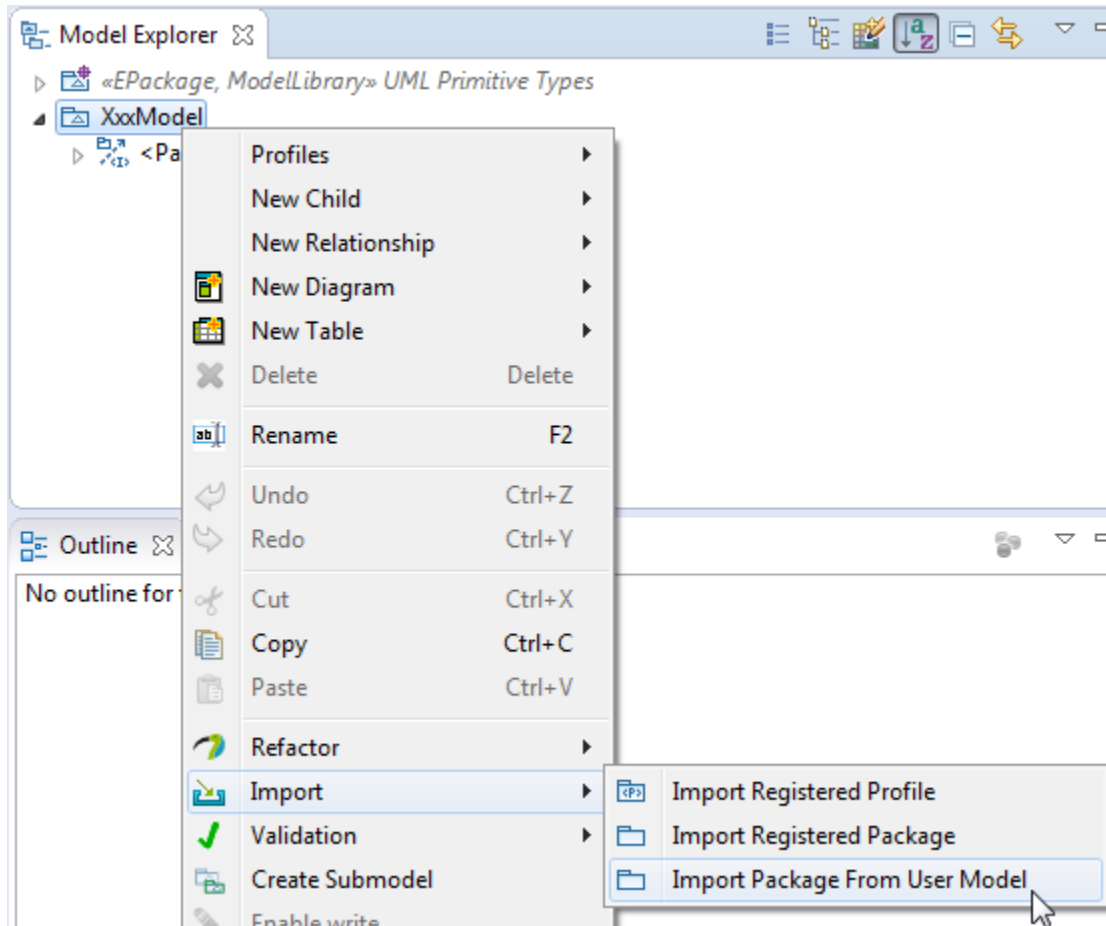 Model Explorer
«EPackage, ModelLibrary» UML Primitive Types
XxxModel
<Pa
Profiles
New Child
New Relationship
New Diagram
New Table
Delete Delete
Rename F2
Undo Ctrl+Z
Redo Ctrl+Y
Outline
No outline for
Cut Ctrl+X
Copy Ctrl+C
Paste Ctrl+V
Refactor
Import
Import Registered Profile
Validation
Import Registered Package
Create Submodel
Import Package From User Model
Enable write